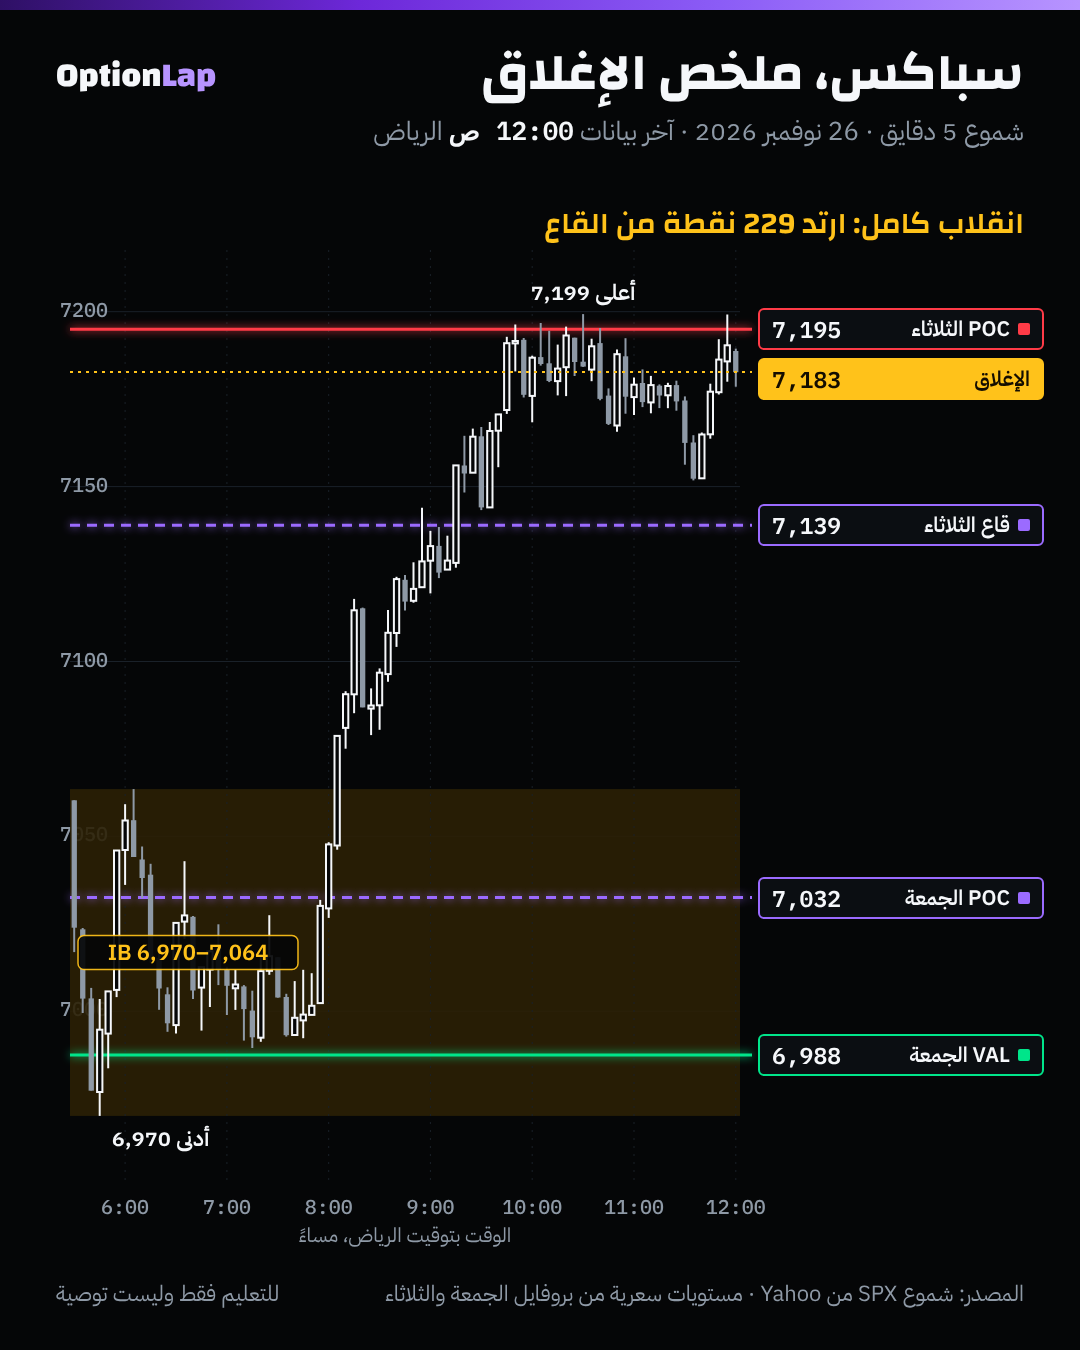 سباكس، ملخص الإغلاق
OptionLap
شموع 5 دقايق · 26 نوفمبر 2026 · آخر بيانات 12:00 ص الرياض
انقلاب كامل: ارتد 229 نقطة من القاع
أعلى 7,199
7200
POC الثلاثاء 7,195
الإغلاق 7,183
7150
قاع الثلاثاء 7,139
7100
7050
POC الجمعة 7,032
IB 6,970–7,064
VAL الجمعة 6,988
أدنى 6,970
6:00 7:00 8:00 9:00 10:00 11:00 12:00
الوقت بتوقيت الرياض، مساءً
المصدر: شموع SPX من Yahoo · مستويات سعرية من بروفايل الجمعة والثلاثاء
للتعليم فقط وليست توصية